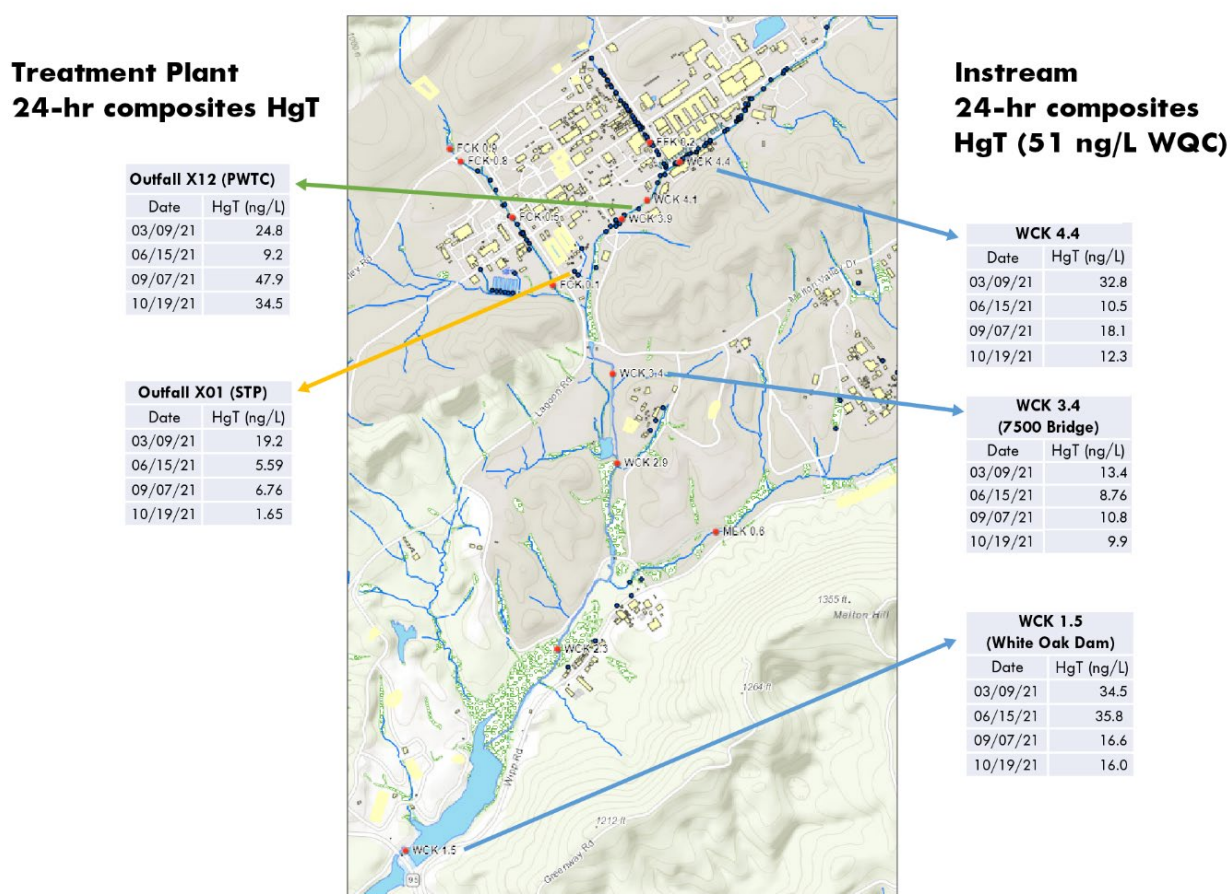 Treatment Plant
24-hr composites HgT
Outfall X12 (PWTC)
Date HgT (ng/L)
03/09/21 24.8
06/15/21 9.2
09/07/21 47.9
10/19/21 34.5
Outfall X01 (STP)
Date HgT (ng/L)
03/09/21 19.2
06/15/21 5.59
09/07/21 6.76
10/19/21 1.65
FCK 0.9
FCK 0.8
FFK 0.2
WCK 4.4
WCK 4.1
FCK 0.5
WCK 3.9
FCK 0.1
Melton Valley Dr
WCK 3.4
Lagoon Rd
WCK 2.9
MEK 0.6
1355 ft.
Melton Hill
WCK 2.3
1264 ft
Wipp Rd
1212 ft
Greenway Rd
WCK 1.5
95
Instream
24-hr composites
HgT (51 ng/L WQC)
WCK 4.4
Date HgT (ng/L)
03/09/21 32.8
06/15/21 10.5
09/07/21 18.1
10/19/21 12.3
WCK 3.4
(7500 Bridge)
Date HgT (ng/L)
03/09/21 13.4
06/15/21 8.76
09/07/21 10.8
10/19/21 9.9
WCK 1.5
(White Oak Dam)
Date HgT (ng/L)
03/09/21 34.5
06/15/21 35.8
09/07/21 16.6
10/19/21 16.0